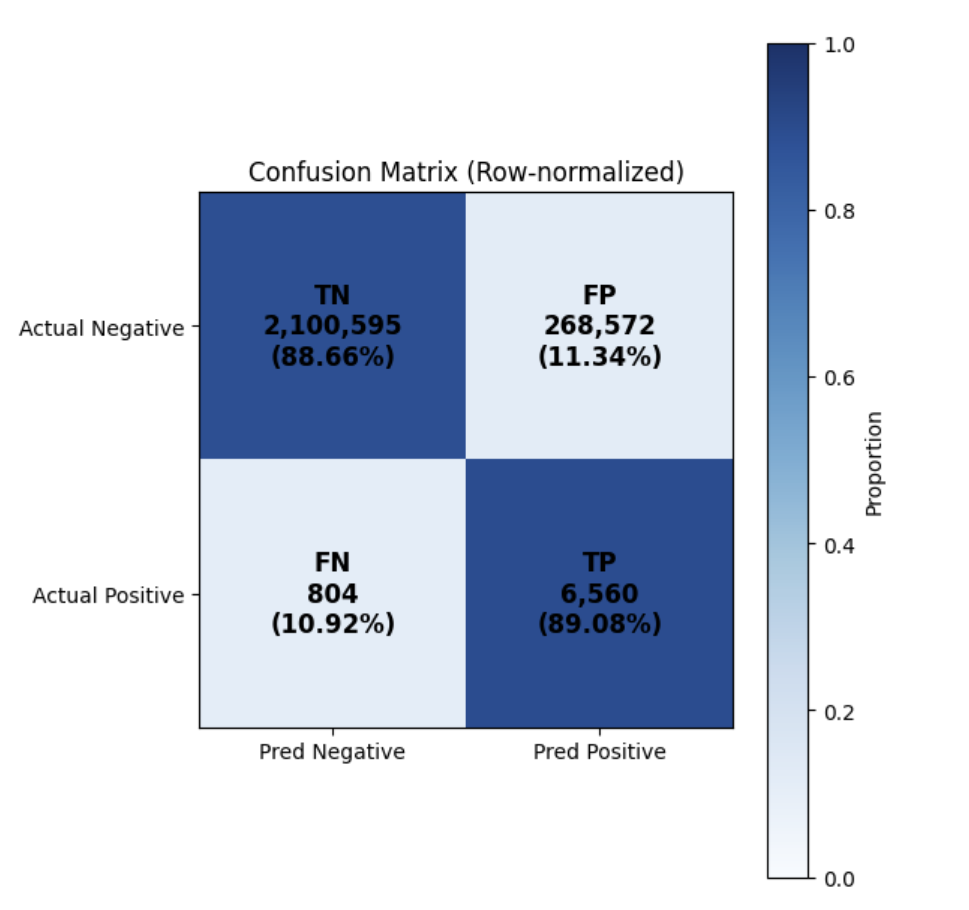 Confusion Matrix (Row-normalized)
Actual Negative
Actual Positive
TN
2,100,595
(88.66%)
FP
268,572
(11.34%)
FN
804
(10.92%)
TP
6,560
(89.08%)
Pred Negative
Pred Positive
1.0
0.8
0.6
0.4
0.2
0.0
Proportion